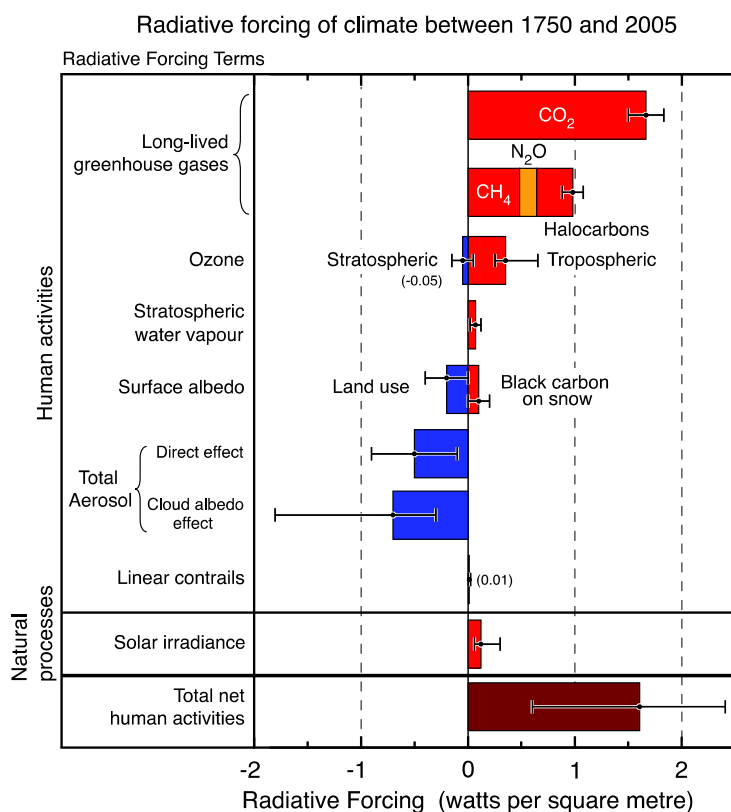 Radiative forcing of climate between 1750 and 2005
Radiative Forcing Terms
Human activities
Long-lived
greenhouse gases
CO₂
N₂O
CH₄
Halocarbons
Ozone
Stratospheric
(-0.05)
Tropospheric
Stratospheric
water vapour
Surface albedo
Land use
Black carbon
on snow
Total
Aerosol
Direct effect
Cloud albedo
effect
Linear contrails
(0.01)
Natural
processes
Solar irradiance
Total net
human activities
-2 -1 0 1 2
Radiative Forcing (watts per square metre)